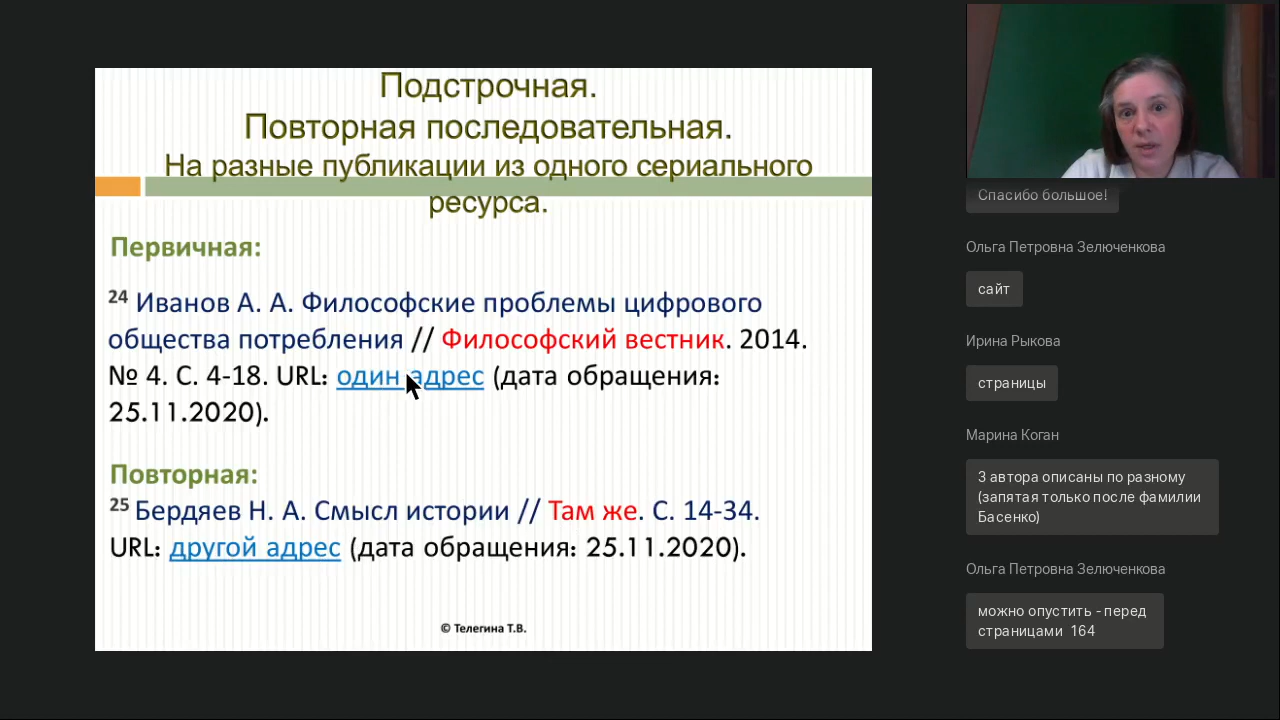 Подстрочная.
Повторная последовательная.
На разные публикации из одного сериального
ресурса.
Первичная:
24 Иванов А. А. Философские проблемы цифрового
общества потребления // Философский вестник. 2014.
№ 4. С. 4-18. URL: один адрес (дата обращения:
25.11.2020).
Повторная:
25 Бердяев Н. А. Смысл истории // Там же. С. 14-34.
URL: другой адрес (дата обращения: 25.11.2020).
© Телегина Т.В.
Спасибо большое!
Ольга Петровна Зелюченкова
сайт
Ирина Рыкова
страницы
Марина Коган
3 автора описаны по разному
(запятая только после фамилии
Басенко)
Ольга Петровна Зелюченкова
можно опустить - перед
страницами 164